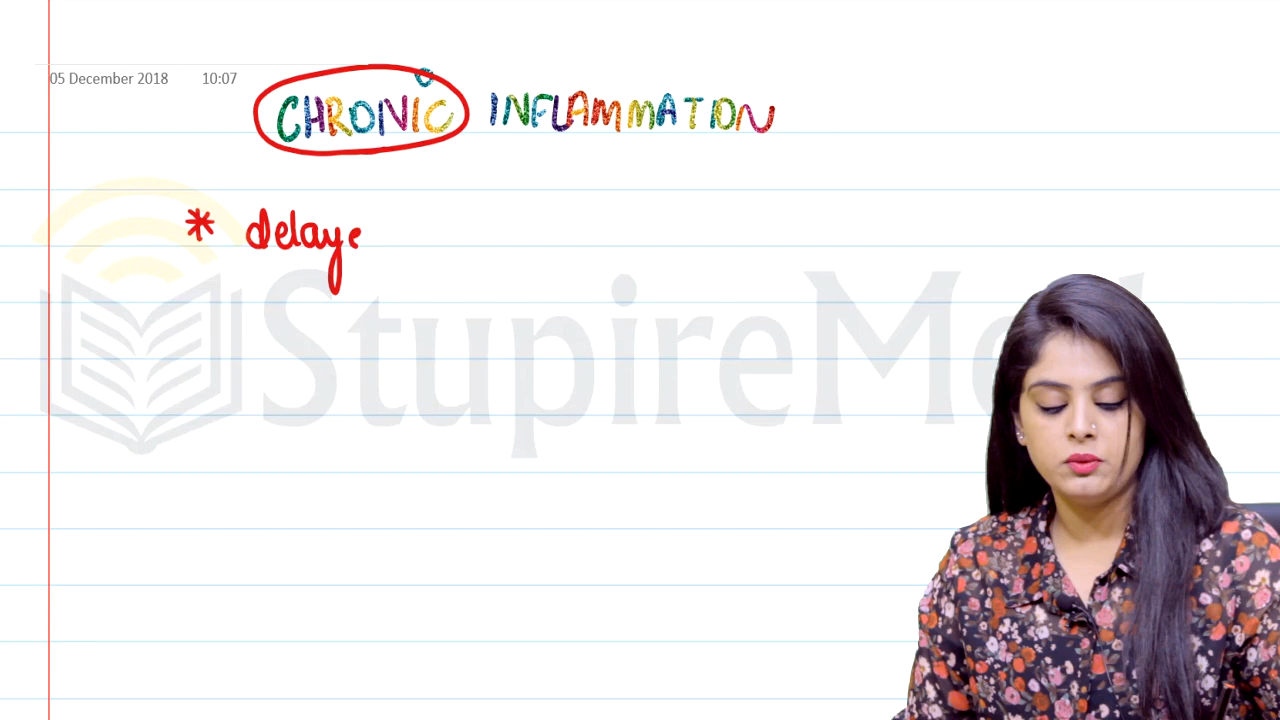 05 December 2018 10:07
CHRONIC INFLAMMATION
* delaye
StupireMed